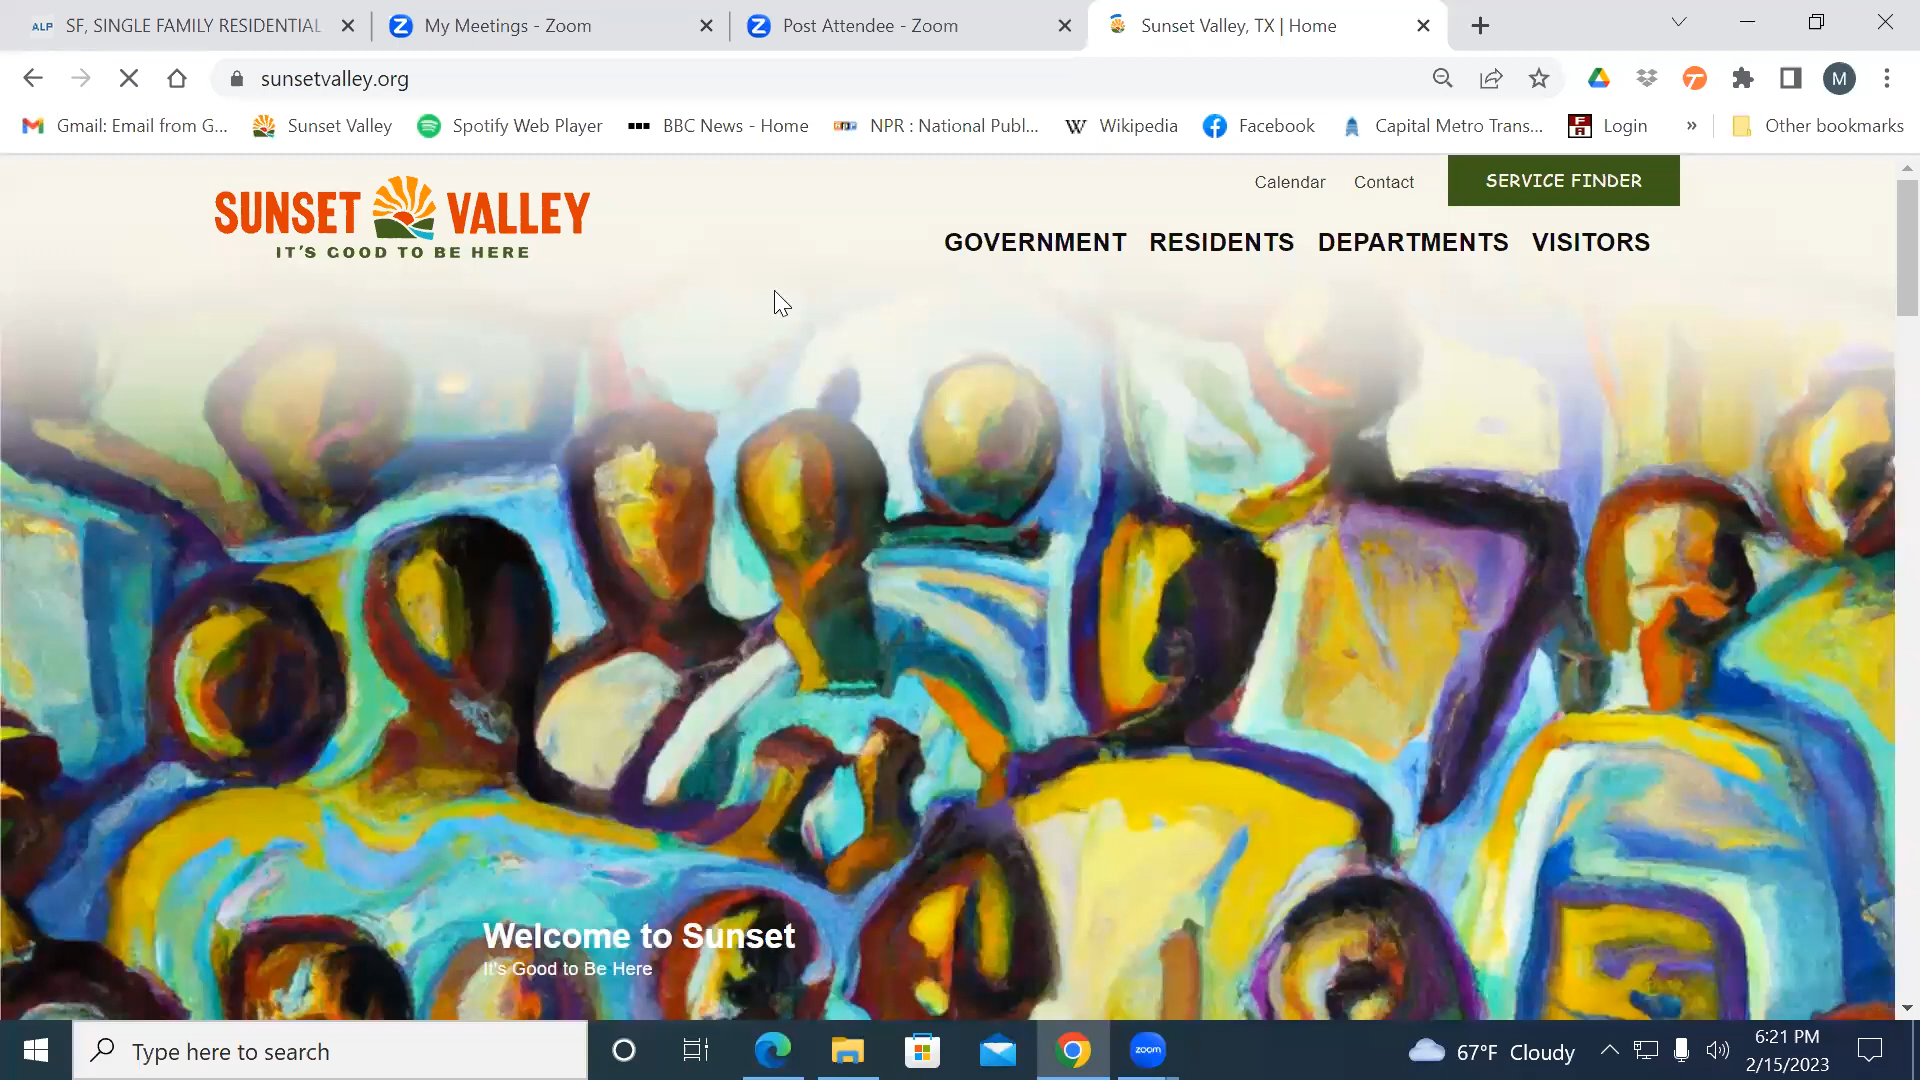 ALP SF, SINGLE FAMILY RESIDENTIAL
My Meetings - Zoom
Post Attendee - Zoom
Sunset Valley, TX | Home
sunsetvalley.org
M
Gmail: Email from G...
Sunset Valley
Spotify Web Player
BBC News - Home
NPR : National Publ...
W Wikipedia
Facebook
Capital Metro Trans...
FA Login
»
Other bookmarks
Calendar
Contact
SERVICE FINDER
SUNSET VALLEY
IT'S GOOD TO BE HERE
GOVERNMENT RESIDENTS DEPARTMENTS VISITORS
Welcome to Sunset
It's Good to Be Here
Type here to search
zoom
67°F Cloudy
6:21 PM
2/15/2023